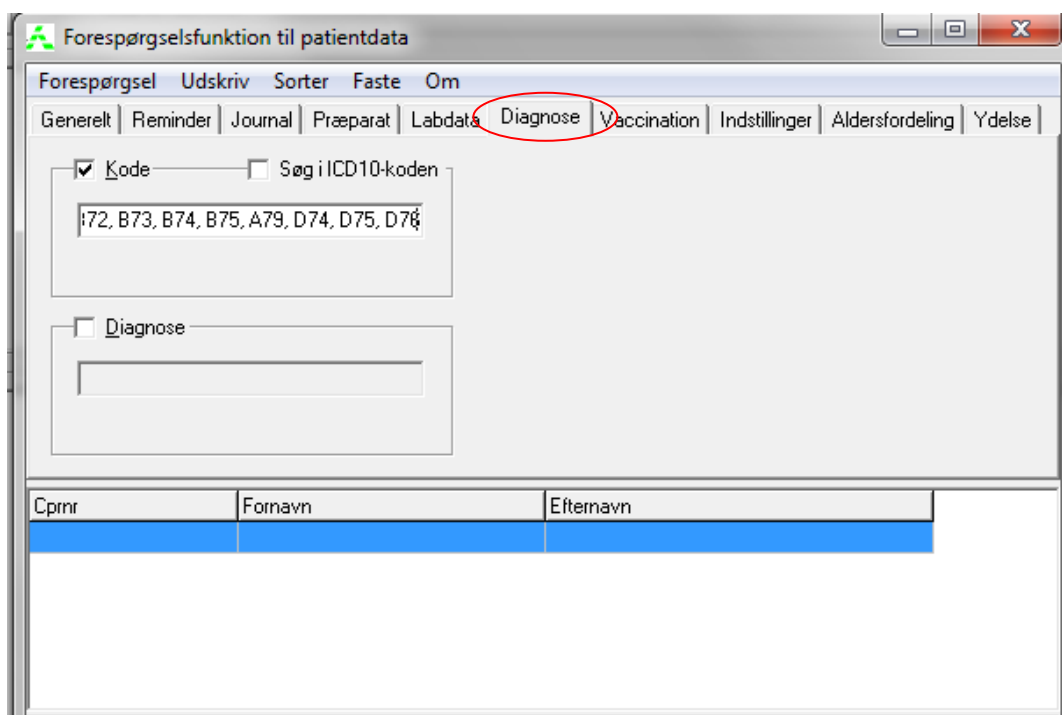 Forespørgselsfunktion til patientdata
Forespørgsel Udskriv Sorter Faste Om
Generelt Reminder Journal Præparat Labdata Diagnose Vaccination Indstillinger Aldersfordeling Ydelse
Kode Søg i ICD10-koden
72, B73, B74, B75, A79, D74, D75, D76
Diagnose
Cprnr Fornavn Efternavn